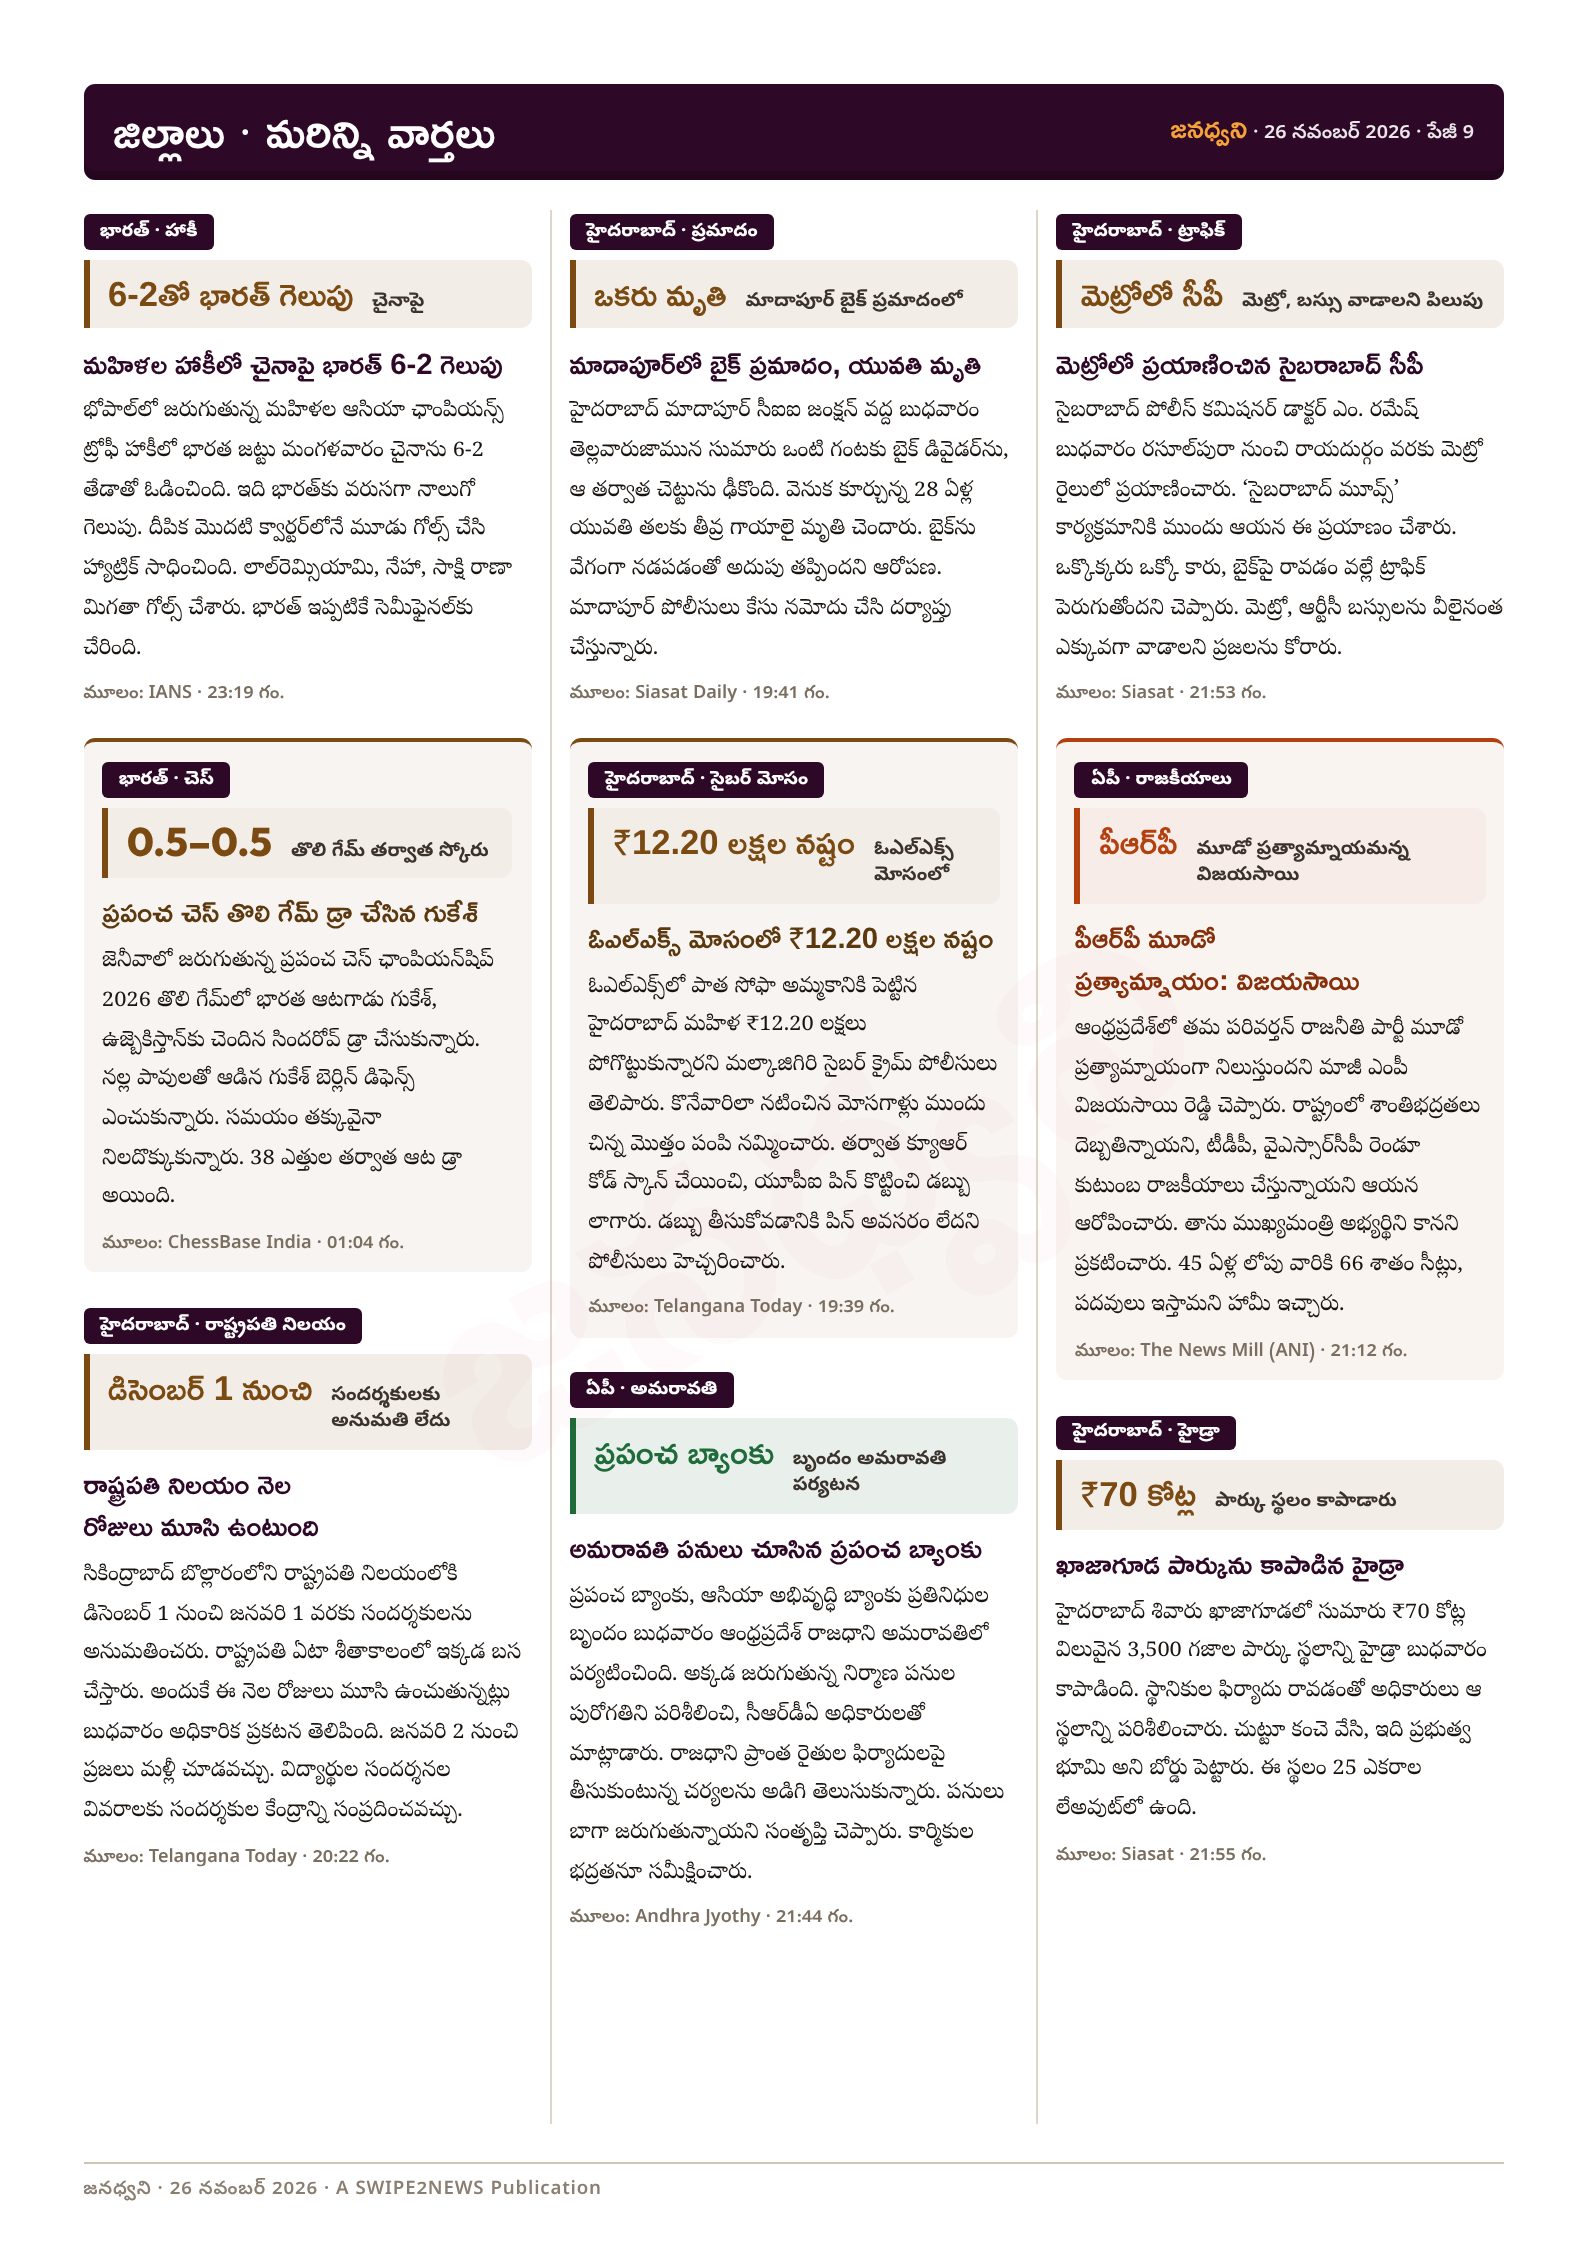 జిల్లాలు · మరిన్ని వార్తలు
జనధ్వని · 26 నవంబర్ 2026 · పేజీ 9
భారత్ · హాకీ
6-2తో భారత్ గెలుపు చైనాపై
మహిళల హాకీలో చైనాపై భారత్ 6-2 గెలుపు
భోపాల్‌లో జరుగుతున్న మహిళల ఆసియా ఛాంపియన్స్
ట్రోఫీ హాకీలో భారత జట్టు మంగళవారం చైనాను 6-2
తేడాతో ఓడించింది. ఇది భారత్‌కు వరుసగా నాలుగో
గెలుపు. దీపిక మొదటి క్వార్టర్‌లోనే మూడు గోల్స్ చేసి
హ్యాట్రిక్ సాధించింది. లాల్‌రెమ్సియామి, నేహా, సాక్షి రాణా
మిగతా గోల్స్ చేశారు. భారత్ ఇప్పటికే సెమీఫైనల్‌కు
చేరింది.
మూలం: IANS · 23:19 గం.
భారత్ · చెస్
0.5–0.5 తొలి గేమ్ తర్వాత స్కోరు
ప్రపంచ చెస్ తొలి గేమ్ డ్రా చేసిన గుకేశ్
జెనీవాలో జరుగుతున్న ప్రపంచ చెస్ ఛాంపియన్‌షిప్
2026 తొలి గేమ్‌లో భారత ఆటగాడు గుకేశ్,
ఉజ్బెకిస్తాన్‌కు చెందిన సిందరోవ్ డ్రా చేసుకున్నారు.
నల్ల పావులతో ఆడిన గుకేశ్ బెర్లిన్ డిఫెన్స్
ఎంచుకున్నారు. సమయం తక్కువైనా
నిలదొక్కుకున్నారు. 38 ఎత్తుల తర్వాత ఆట డ్రా
అయింది.
మూలం: ChessBase India · 01:04 గం.
హైదరాబాద్ · రాష్ట్రపతి నిలయం
డిసెంబర్ 1 నుంచి సందర్శకులకు
అనుమతి లేదు
రాష్ట్రపతి నిలయం నెల
రోజులు మూసి ఉంటుంది
సికింద్రాబాద్ బొల్లారంలోని రాష్ట్రపతి నిలయంలోకి
డిసెంబర్ 1 నుంచి జనవరి 1 వరకు సందర్శకులను
అనుమతించరు. రాష్ట్రపతి ఏటా శీతాకాలంలో ఇక్కడ బస
చేస్తారు. అందుకే ఈ నెల రోజులు మూసి ఉంచుతున్నట్లు
బుధవారం అధికారిక ప్రకటన తెలిపింది. జనవరి 2 నుంచి
ప్రజలు మళ్లీ చూడవచ్చు. విద్యార్థుల సందర్శనల
వివరాలకు సందర్శకుల కేంద్రాన్ని సంప్రదించవచ్చు.
మూలం: Telangana Today · 20:22 గం.
హైదరాబాద్ · ప్రమాదం
ఒకరు మృతి మాదాపూర్ బైక్ ప్రమాదంలో
మాదాపూర్‌లో బైక్ ప్రమాదం, యువతి మృతి
హైదరాబాద్ మాదాపూర్ సీఐఐ జంక్షన్ వద్ద బుధవారం
తెల్లవారుజామున సుమారు ఒంటి గంటకు బైక్ డివైడర్‌ను,
ఆ తర్వాత చెట్టును ఢీకొంది. వెనుక కూర్చున్న 28 ఏళ్ల
యువతి తలకు తీవ్ర గాయాలై మృతి చెందారు. బైక్‌ను
వేగంగా నడపడంతో అదుపు తప్పిందని ఆరోపణ.
మాదాపూర్ పోలీసులు కేసు నమోదు చేసి దర్యాప్తు
చేస్తున్నారు.
మూలం: Siasat Daily · 19:41 గం.
హైదరాబాద్ · సైబర్ మోసం
₹12.20 లక్షల నష్టం ఓఎల్ఎక్స్
మోసంలో
ఓఎల్ఎక్స్ మోసంలో ₹12.20 లక్షల నష్టం
ఓఎల్ఎక్స్‌లో పాత సోఫా అమ్మకానికి పెట్టిన
హైదరాబాద్ మహిళ ₹12.20 లక్షలు
పోగొట్టుకున్నారని మల్కాజిగిరి సైబర్ క్రైమ్ పోలీసులు
తెలిపారు. కొనేవారిలా నటించిన మోసగాళ్లు ముందు
చిన్న మొత్తం పంపి నమ్మించారు. తర్వాత క్యూఆర్
కోడ్ స్కాన్ చేయించి, యూపీఐ పిన్ కొట్టించి డబ్బు
లాగారు. డబ్బు తీసుకోవడానికి పిన్ అవసరం లేదని
పోలీసులు హెచ్చరించారు.
మూలం: Telangana Today · 19:39 గం.
ఏపీ · అమరావతి
ప్రపంచ బ్యాంకు బృందం అమరావతి
పర్యటన
అమరావతి పనులు చూసిన ప్రపంచ బ్యాంకు
ప్రపంచ బ్యాంకు, ఆసియా అభివృద్ధి బ్యాంకు ప్రతినిధుల
బృందం బుధవారం ఆంధ్రప్రదేశ్ రాజధాని అమరావతిలో
పర్యటించింది. అక్కడ జరుగుతున్న నిర్మాణ పనుల
పురోగతిని పరిశీలించి, సీఆర్‌డీఏ అధికారులతో
మాట్లాడారు. రాజధాని ప్రాంత రైతుల ఫిర్యాదులపై
తీసుకుంటున్న చర్యలను అడిగి తెలుసుకున్నారు. పనులు
బాగా జరుగుతున్నాయని సంతృప్తి చెప్పారు. కార్మికుల
భద్రతనూ సమీక్షించారు.
మూలం: Andhra Jyothy · 21:44 గం.
హైదరాబాద్ · ట్రాఫిక్
మెట్రోలో సీపీ మెట్రో, బస్సు వాడాలని పిలుపు
మెట్రోలో ప్రయాణించిన సైబరాబాద్ సీపీ
సైబరాబాద్ పోలీస్ కమిషనర్ డాక్టర్ ఎం. రమేష్
బుధవారం రసూల్‌పురా నుంచి రాయదుర్గం వరకు మెట్రో
రైలులో ప్రయాణించారు. ‘సైబరాబాద్ మూవ్స్’
కార్యక్రమానికి ముందు ఆయన ఈ ప్రయాణం చేశారు.
ఒక్కొక్కరు ఒక్కో కారు, బైక్‌పై రావడం వల్లే ట్రాఫిక్
పెరుగుతోందని చెప్పారు. మెట్రో, ఆర్టీసీ బస్సులను వీలైనంత
ఎక్కువగా వాడాలని ప్రజలను కోరారు.
మూలం: Siasat · 21:53 గం.
ఏపీ · రాజకీయాలు
పీఆర్‌పీ మూడో ప్రత్యామ్నాయమన్న
విజయసాయి
పీఆర్‌పీ మూడో
ప్రత్యామ్నాయం: విజయసాయి
ఆంధ్రప్రదేశ్‌లో తమ పరివర్తన్ రాజనీతి పార్టీ మూడో
ప్రత్యామ్నాయంగా నిలుస్తుందని మాజీ ఎంపీ
విజయసాయి రెడ్డి చెప్పారు. రాష్ట్రంలో శాంతిభద్రతలు
దెబ్బతిన్నాయని, టీడీపీ, వైఎస్సార్‌సీపీ రెండూ
కుటుంబ రాజకీయాలు చేస్తున్నాయని ఆయన
ఆరోపించారు. తాను ముఖ్యమంత్రి అభ్యర్థిని కానని
ప్రకటించారు. 45 ఏళ్ల లోపు వారికి 66 శాతం సీట్లు,
పదవులు ఇస్తామని హామీ ఇచ్చారు.
మూలం: The News Mill (ANI) · 21:12 గం.
హైదరాబాద్ · హైడ్రా
₹70 కోట్ల పార్కు స్థలం కాపాడారు
ఖాజాగూడ పార్కును కాపాడిన హైడ్రా
హైదరాబాద్ శివారు ఖాజాగూడలో సుమారు ₹70 కోట్ల
విలువైన 3,500 గజాల పార్కు స్థలాన్ని హైడ్రా బుధవారం
కాపాడింది. స్థానికుల ఫిర్యాదు రావడంతో అధికారులు ఆ
స్థలాన్ని పరిశీలించారు. చుట్టూ కంచె వేసి, ఇది ప్రభుత్వ
భూమి అని బోర్డు పెట్టారు. ఈ స్థలం 25 ఎకరాల
లేఅవుట్‌లో ఉంది.
మూలం: Siasat · 21:55 గం.
జనధ్వని
జనధ్వని · 26 నవంబర్ 2026 · A SWIPE2NEWS Publication